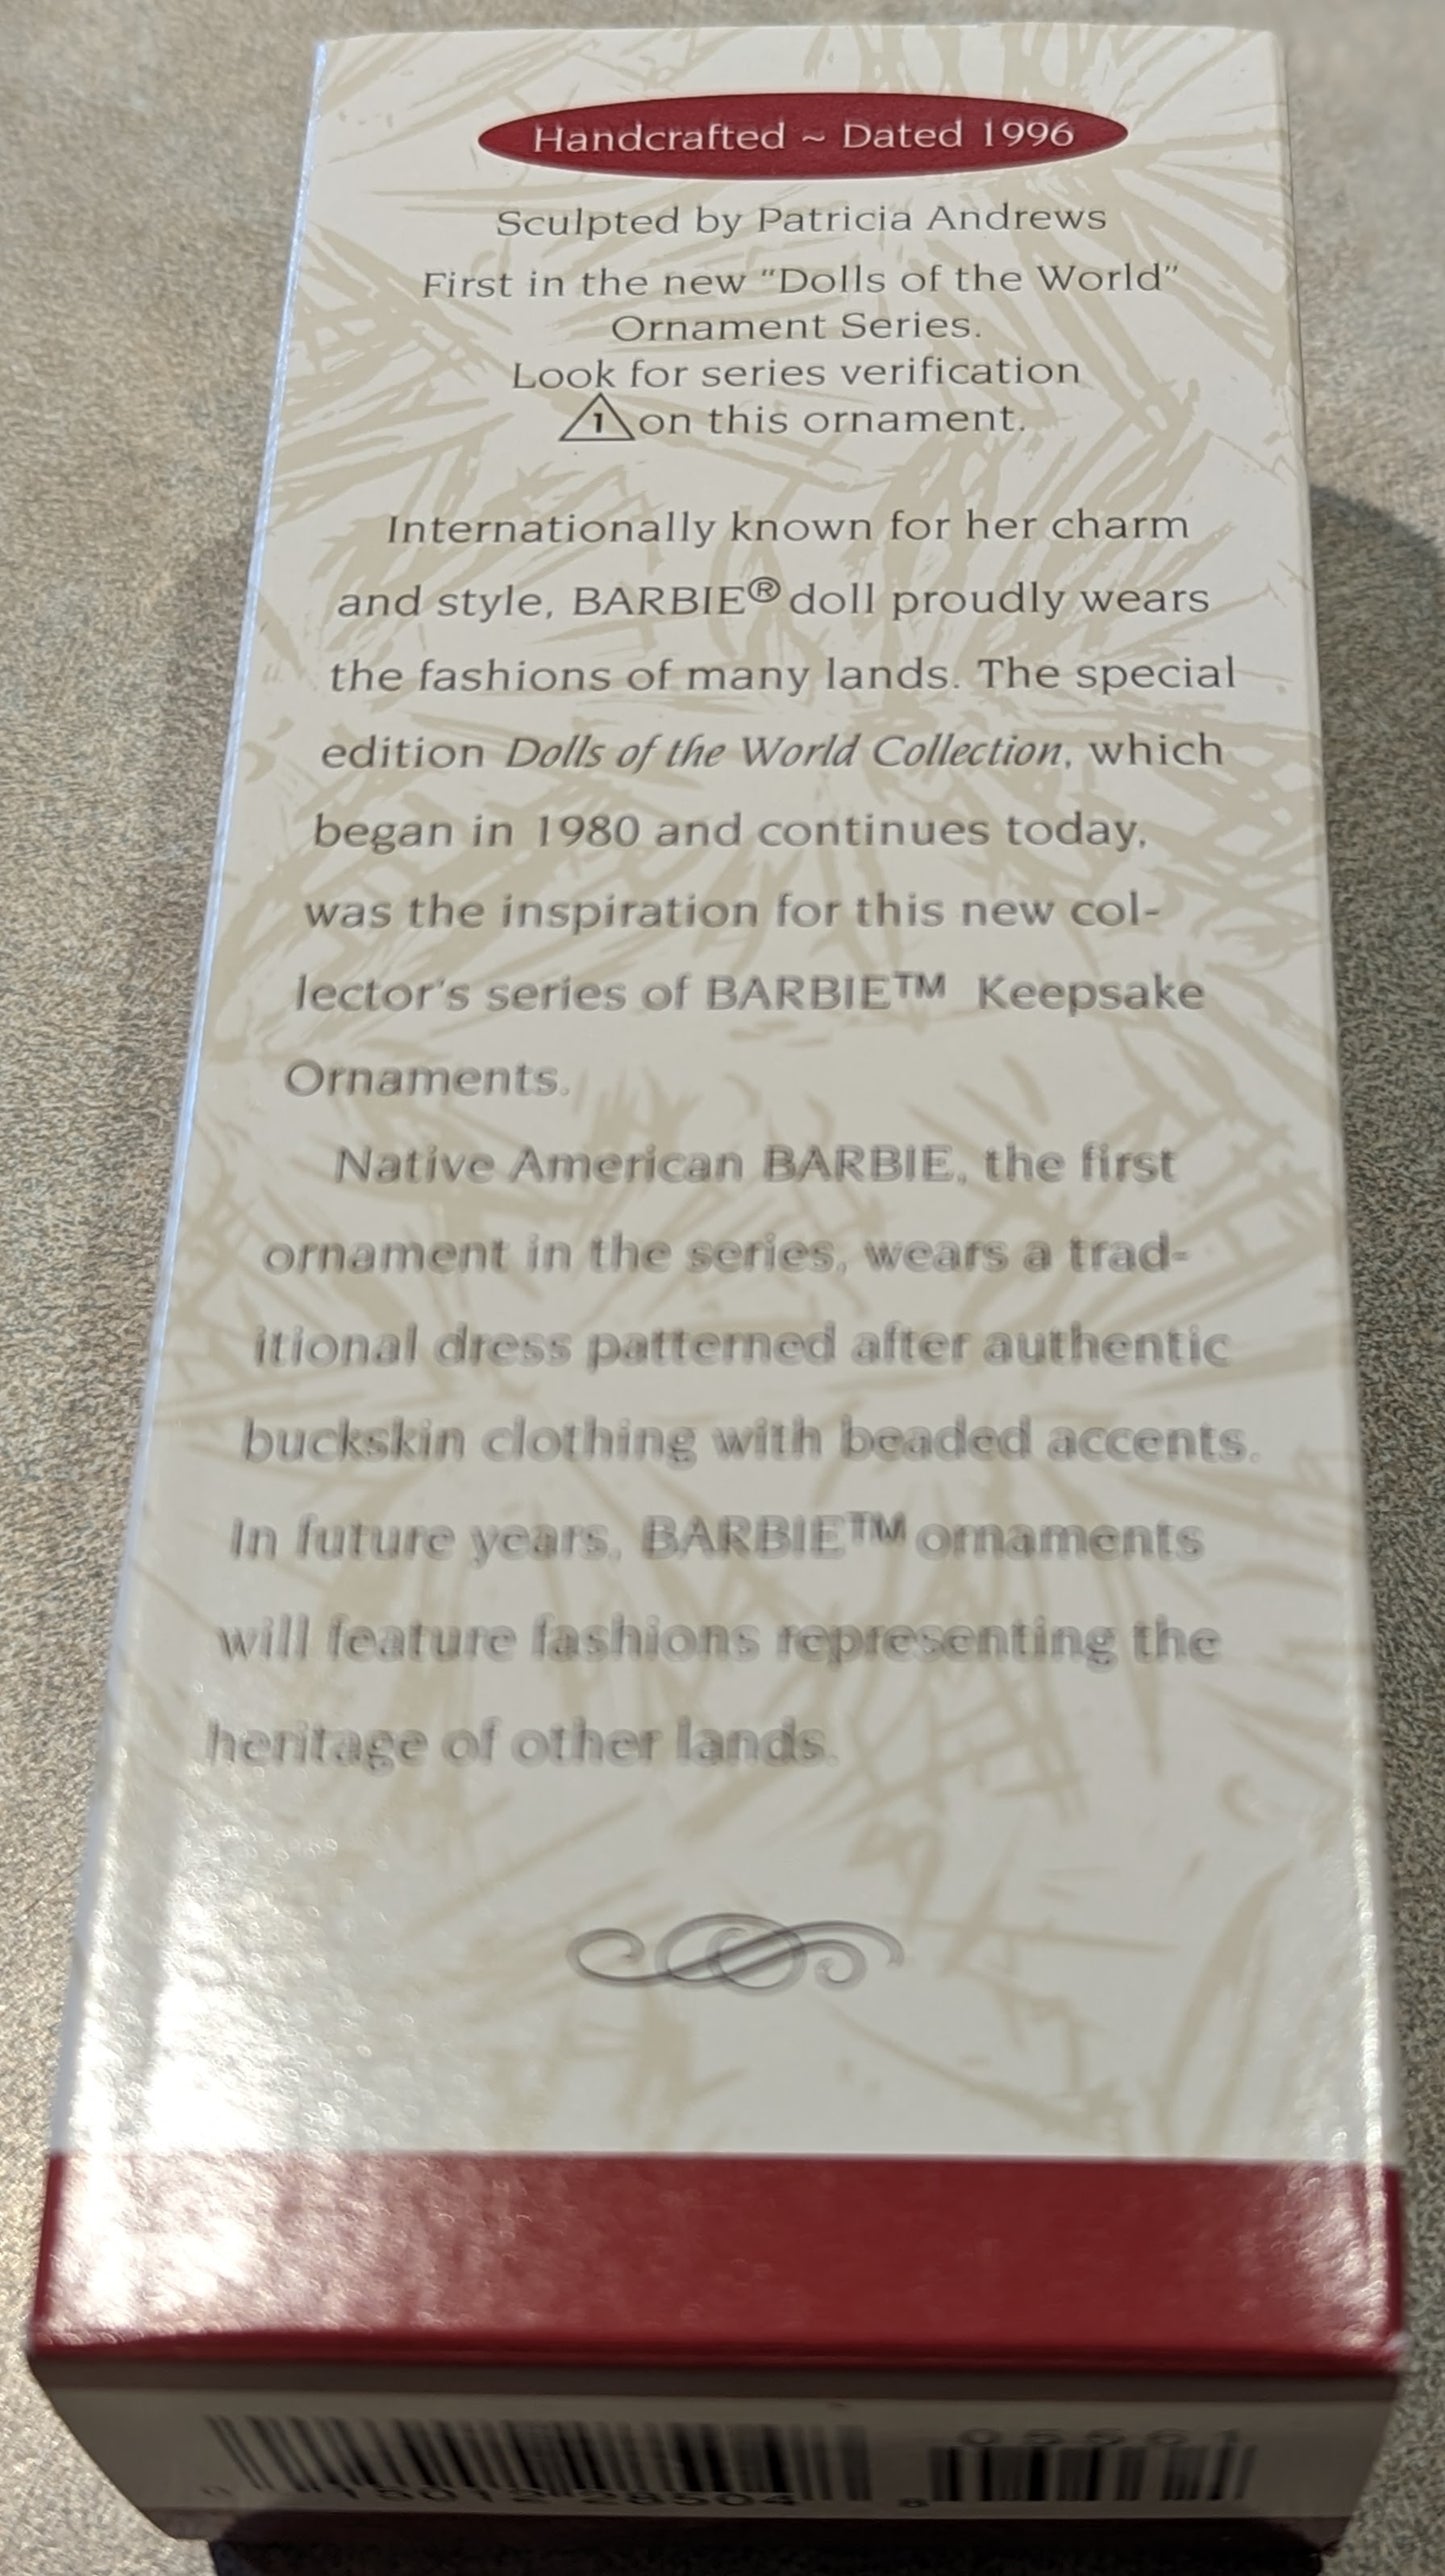 Handcrafted ~ Dated 1996
Sculpted by Patricia Andrews
First in the new "Dolls of the World"
Ornament Series.
Look for series verification
1 on this ornament.
Internationally known for her charm
and style, BARBIE® doll proudly wears
the fashions of many lands. The special
edition Dolls of the World Collection, which
began in 1980 and continues today,
was the inspiration for this new col-
lector's series of BARBIE™ Keepsake
Ornaments.
Native American BARBIE, the first
ornament in the series, wears a trad-
itional dress patterned after authentic
buckskin clothing with beaded accents.
In future years, BARBIE™ ornaments
will feature fashions representing the
heritage of other lands.
05561
0 15012 28504 8